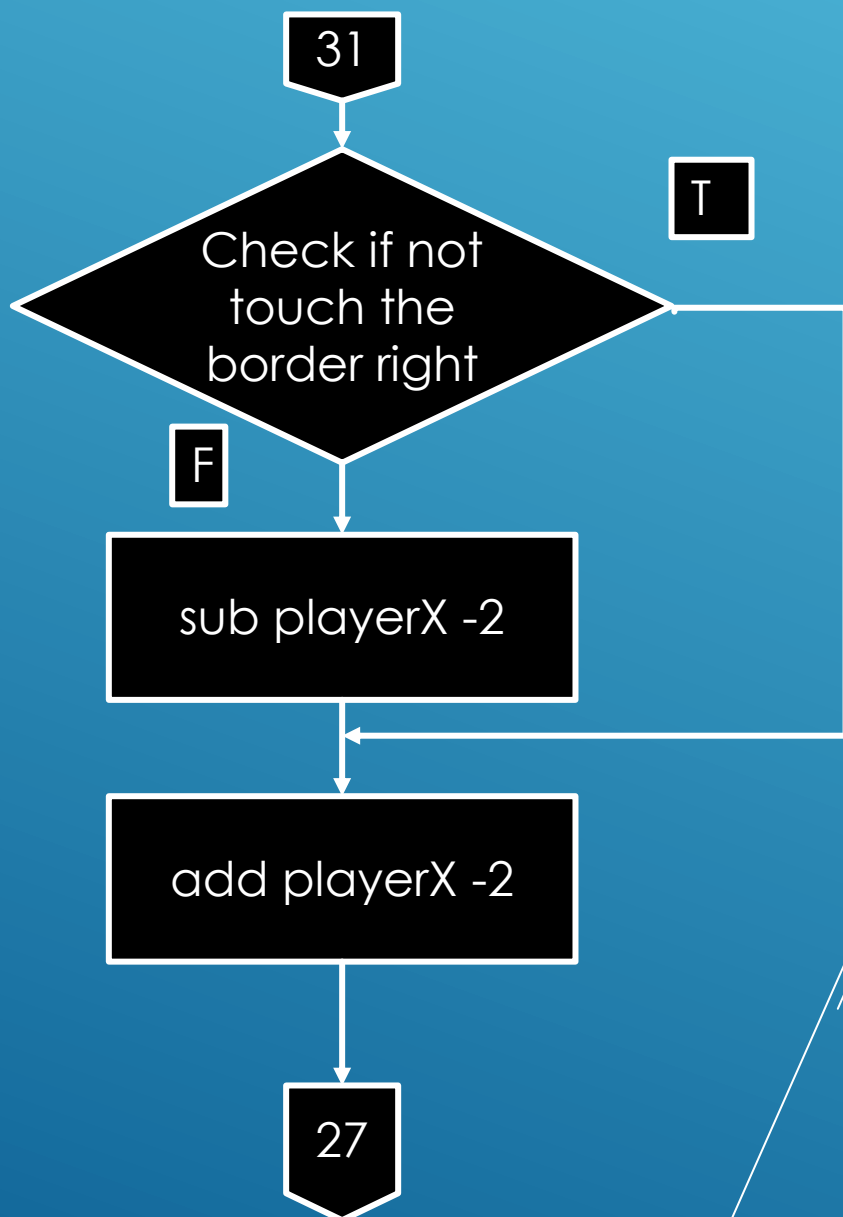 31
T
Check if not
touch the
border right
F
sub playerX -2
add playerX -2
27